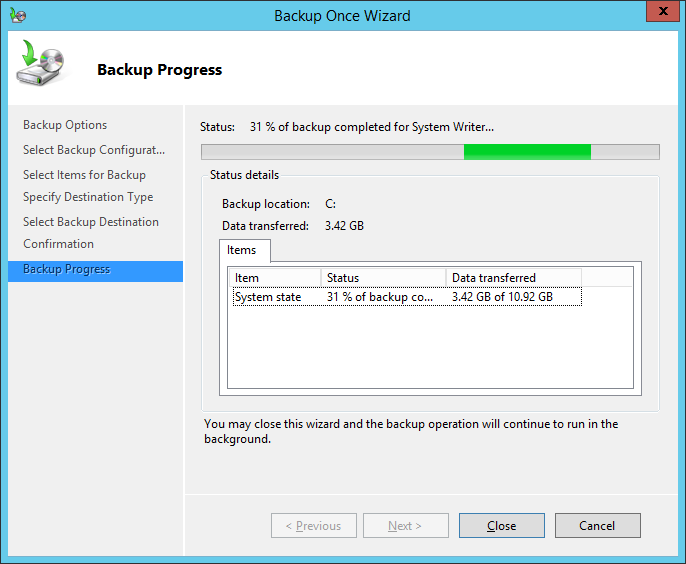 Backup Once Wizard
x
Backup Progress
Backup Options
Select Backup Configurat...
Select Items for Backup
Specify Destination Type
Select Backup Destination
Confirmation
Backup Progress
Status: 31 % of backup completed for System Writer...
Status details
Backup location: C:
Data transferred: 3.42 GB
Items
Item Status Data transferred
System state 31 % of backup co... 3.42 GB of 10.92 GB
You may close this wizard and the backup operation will continue to run in the
background.
< Previous Next > Close Cancel